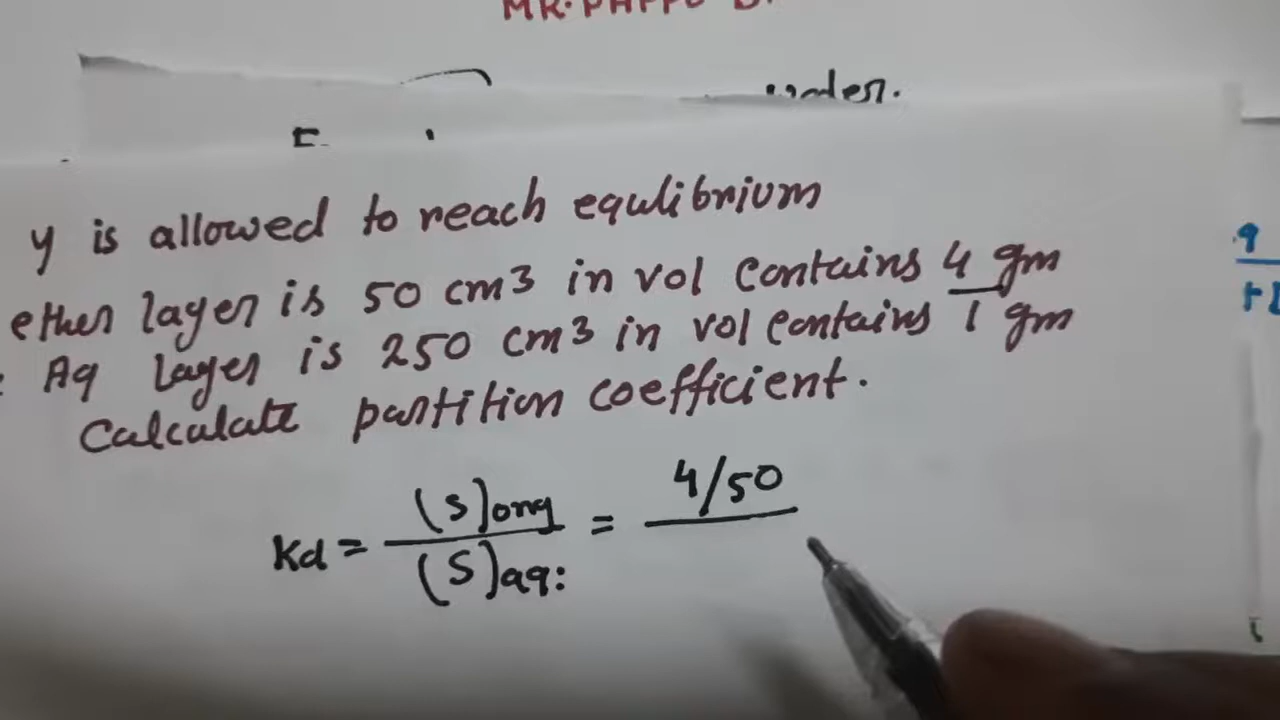 y is allowed to reach equlibrium
ether layer is 50 cm3 in vol contains 4 gm
Aq layer is 250 cm3 in vol contains 1 gm
Calculate partition coefficient.
Kd = (S)org / (S)aq: = 4/50